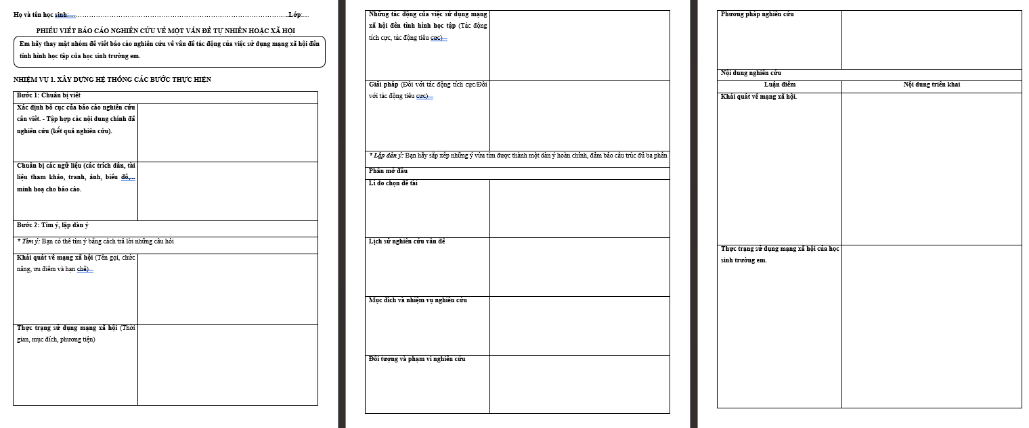 Họ và tên học sinh:.......................................................................................Lớp:....
PHIẾU VIẾT BÁO CÁO NGHIÊN CỨU VỀ MỘT VẤN ĐỀ TỰ NHIÊN HOẶC XÃ HỘI
Em hãy thay mặt nhóm để viết báo cáo nghiên cứu về vấn đề tác động của việc sử dụng mạng xã hội đến
tình hình học tập của học sinh trường em.
NHIỆM VỤ 1. XÂY DỰNG HỆ THỐNG CÁC BƯỚC THỰC HIỆN
Bước 1: Chuẩn bị viết
Xác định bố cục của báo cáo nghiên cứu
cần viết. - Tập hợp các nội dung chính đã
nghiên cứu (kết quả nghiên cứu).
Chuẩn bị các ngữ liệu (các trích dẫn, tài
liệu tham khảo, tranh, ảnh, biểu đồ,...
minh hoạ cho báo cáo.
Bước 2: Tìm ý, lập dàn ý
* Tìm ý: Bạn có thể tìm ý bằng cách trả lời những câu hỏi
Khái quát về mạng xã hội (Tên gọi, chức
năng, ưu điểm và hạn chế)...
Thực trạng sử dụng mạng xã hội (Thời
gian, mục đích, phương tiện)
Những tác động của việc sử dụng mạng
xã hội đến tình hình học tập (Tác động
tích cực, tác động tiêu cực)...
Giải pháp (Đối với tác động tích cực/Đối
với tác động tiêu cực)...
* Lập dàn ý: Bạn hãy sắp xếp những ý vừa tìm được thành một dàn ý hoàn chỉnh, đảm bảo cấu trúc đủ ba phần
Phần mở đầu
Lí do chọn đề tài
Lịch sử nghiên cứu vấn đề
Mục đích và nhiệm vụ nghiên cứu
Đối tượng và phạm vi nghiên cứu
Phương pháp nghiên cứu
Nội dung nghiên cứu
Luận điểm Nội dung triển khai
Khái quát về mạng xã hội.
Thực trạng sử dụng mạng xã hội của học
sinh trường em.